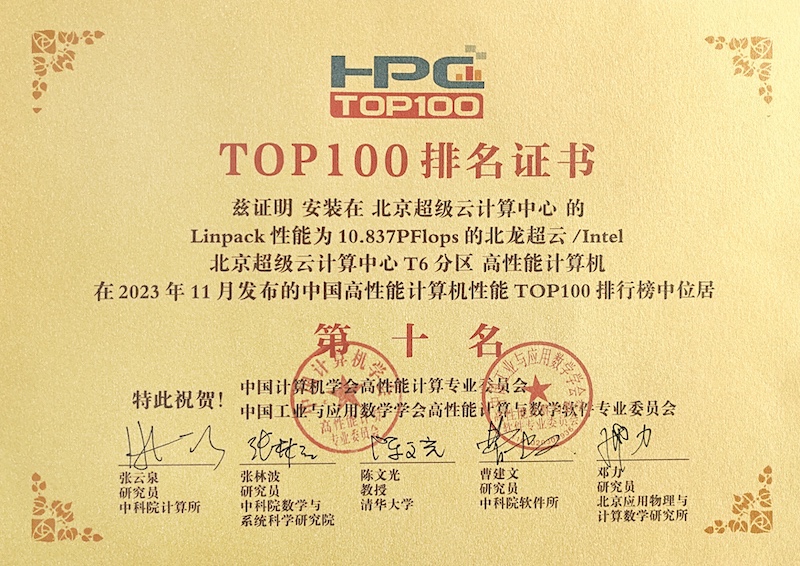 HPC
TOP100
TOP100 排名证书
兹证明 安装在 北京超级云计算中心 的
Linpack 性能为 10.837PFlops 的北龙超云 /Intel
北京超级云计算中心 T6 分区 高性能计算机
在 2023 年 11 月发布的中国高性能计算机性能 TOP100 排行榜中位居
第十名
特此祝贺!
中国计算机学会高性能计算专业委员会
中国工业与应用数学学会高性能计算与数学软件专业委员会
张云泉
研究员
中科院计算所
张林波
研究员
中科院数学与
系统科学研究院
陈文光
教授
清华大学
曹建文
研究员
中科院软件所
邓力
研究员
北京应用物理与
计算数学研究所